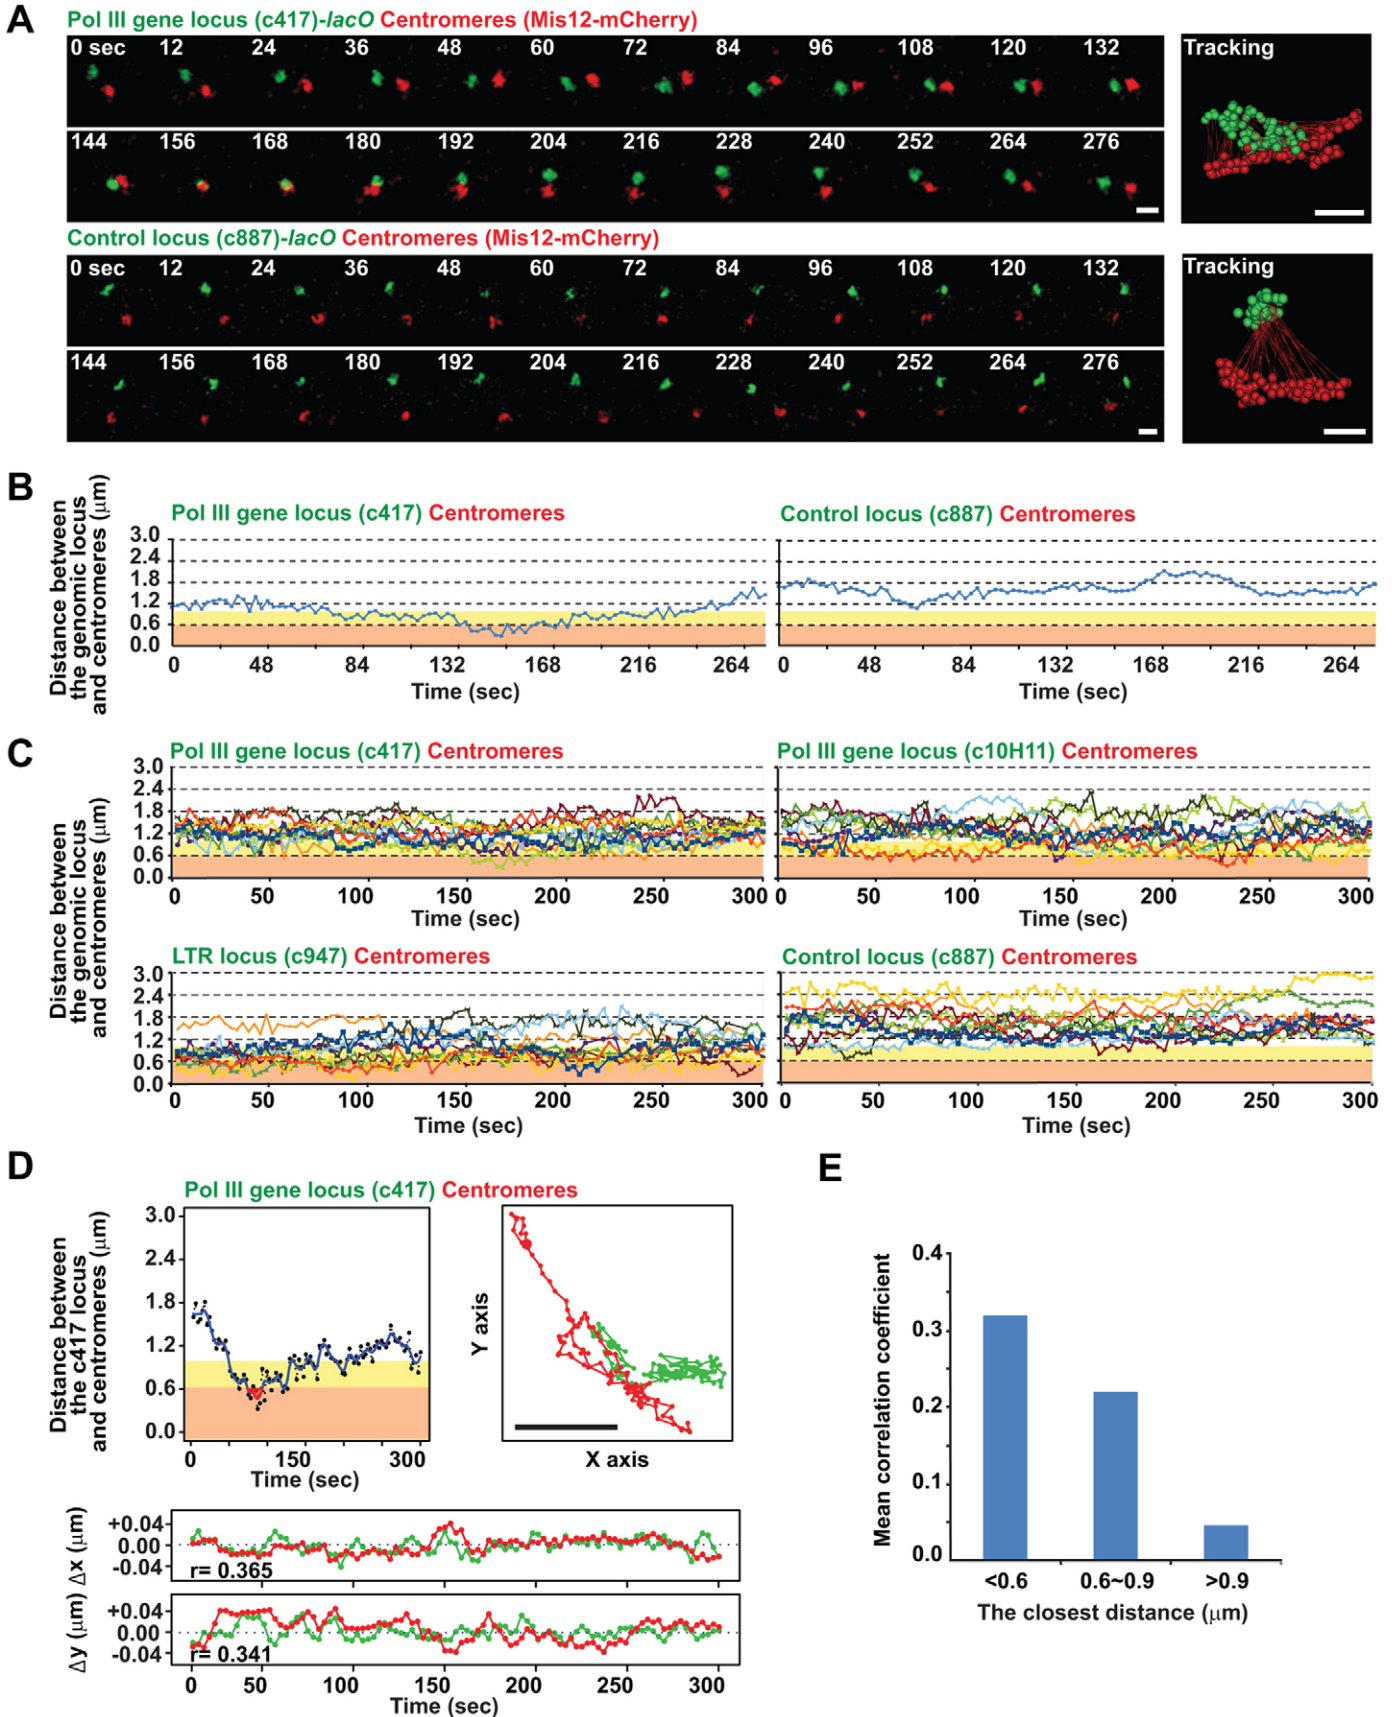 A
Pol III gene locus (c417)-lacO Centromeres (Mis12-mCherry)
0 sec 12 24 36 48 60 72 84 96 108 120 132
Tracking
144 156 168 180 192 204 216 228 240 252 264 276
Control locus (c887)-lacO Centromeres (Mis12-mCherry)
0 sec 12 24 36 48 60 72 84 96 108 120 132
Tracking
144 156 168 180 192 204 216 228 240 252 264 276
B
Distance between
the genomic locus
and centromeres (μm)
Pol III gene locus (c417) Centromeres
3.0
2.4
1.8
1.2
0.6
0.0
0 48 84 132 168 216 264
Time (sec)
Control locus (c887) Centromeres
0 48 84 132 168 216 264
Time (sec)
C
Distance between
the genomic locus
and centromeres (μm)
Pol III gene locus (c417) Centromeres
3.0
2.4
1.8
1.2
0.6
0.0
0 50 100 150 200 250 300
Time (sec)
Pol III gene locus (c10H11) Centromeres
0 50 100 150 200 250 300
Time (sec)
LTR locus (c947) Centromeres
3.0
2.4
1.8
1.2
0.6
0.0
0 50 100 150 200 250 300
Time (sec)
Control locus (c887) Centromeres
0 50 100 150 200 250 300
Time (sec)
D
Pol III gene locus (c417) Centromeres
Distance between
the c417 locus
and centromeres (μm)
3.0
2.4
1.8
1.2
0.6
0.0
0 150 300
Time (sec)
Y axis
X axis
Δx (μm)
+0.04
0.00
-0.04
r= 0.365
Δy (μm)
+0.04
0.00
-0.04
r= 0.341
0 50 100 150 200 250 300
Time (sec)
E
Mean correlation coefficient
0.4
0.3
0.2
0.1
0.0
<0.6 0.6~0.9 >0.9
The closest distance (μm)